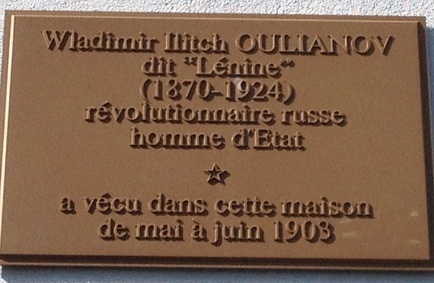 Wladimir Ilitch OULIANOV
dit "Lénine"
(1870-1924)
révolutionnaire russe
homme d'Etat
a vécu dans cette maison
de mai à juin 1903